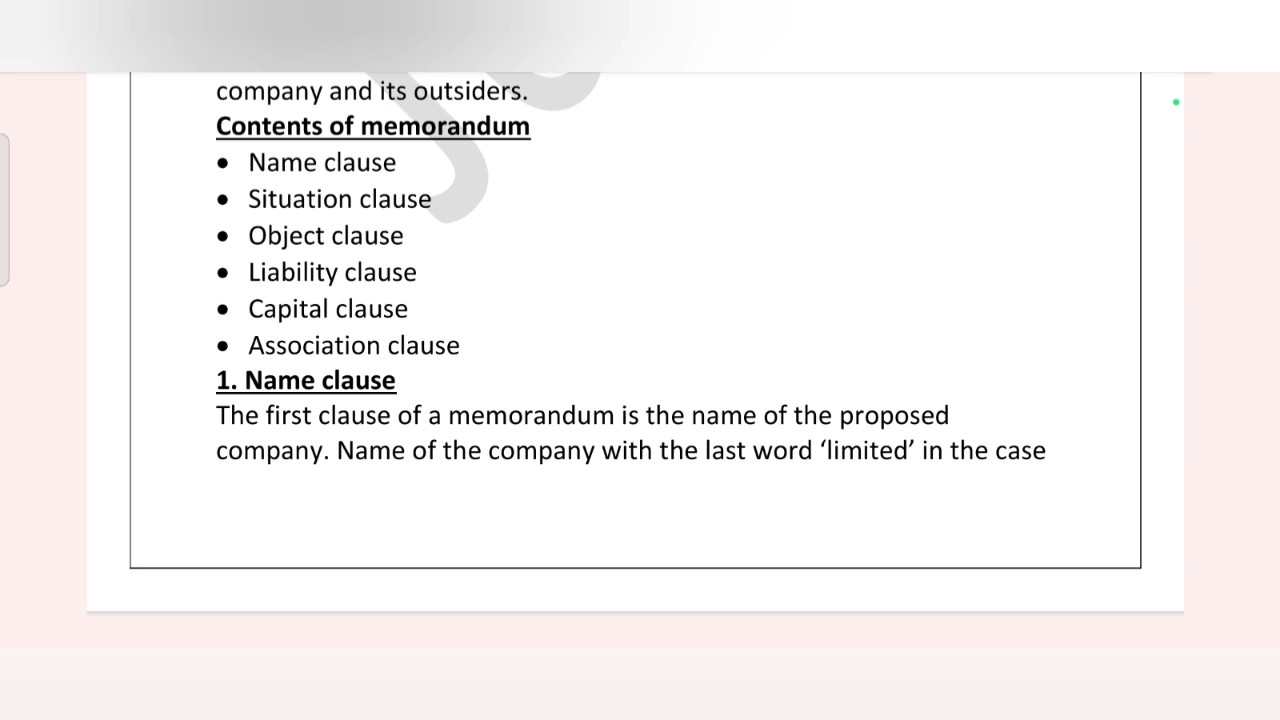 company and its outsiders.
Contents of memorandum
• Name clause
• Situation clause
• Object clause
• Liability clause
• Capital clause
• Association clause
1. Name clause
The first clause of a memorandum is the name of the proposed
company. Name of the company with the last word ‘limited’ in the case